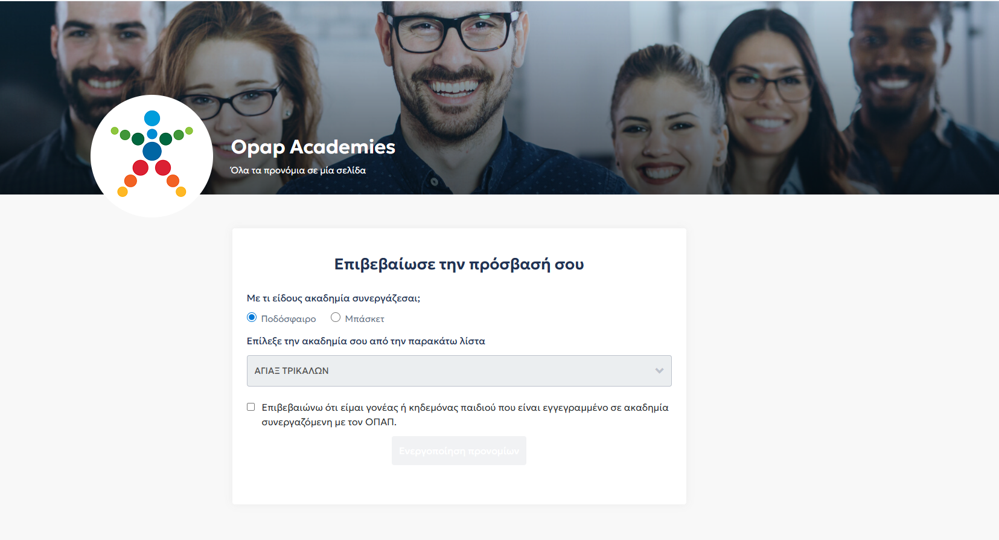 Opap Academies
Όλα τα προνόμια σε μία σελίδα
Επιβεβαίωσε την πρόσβασή σου
Με τι είδους ακαδημία συνεργάζεσαι;
Ποδόσφαιρο Μπάσκετ
Επίλεξε την ακαδημία σου από την παρακάτω λίστα
ΑΓΙΑΞ ΤΡΙΚΑΛΩΝ
Επιβεβαιώνω ότι είμαι γονέας ή κηδεμόνας παιδιού που είναι εγγεγραμμένο σε ακαδημία
συνεργαζόμενη με τον ΟΠΑΠ.
Ενεργοποίηση προνομίων